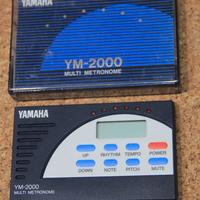 YAMAHA
YM-2000
MULTI METRONOME
YAMAHA
UP RHYTHM TEMPO POWER
DOWN NOTE PITCH MUTE
YM-2000
MULTI METRONOME